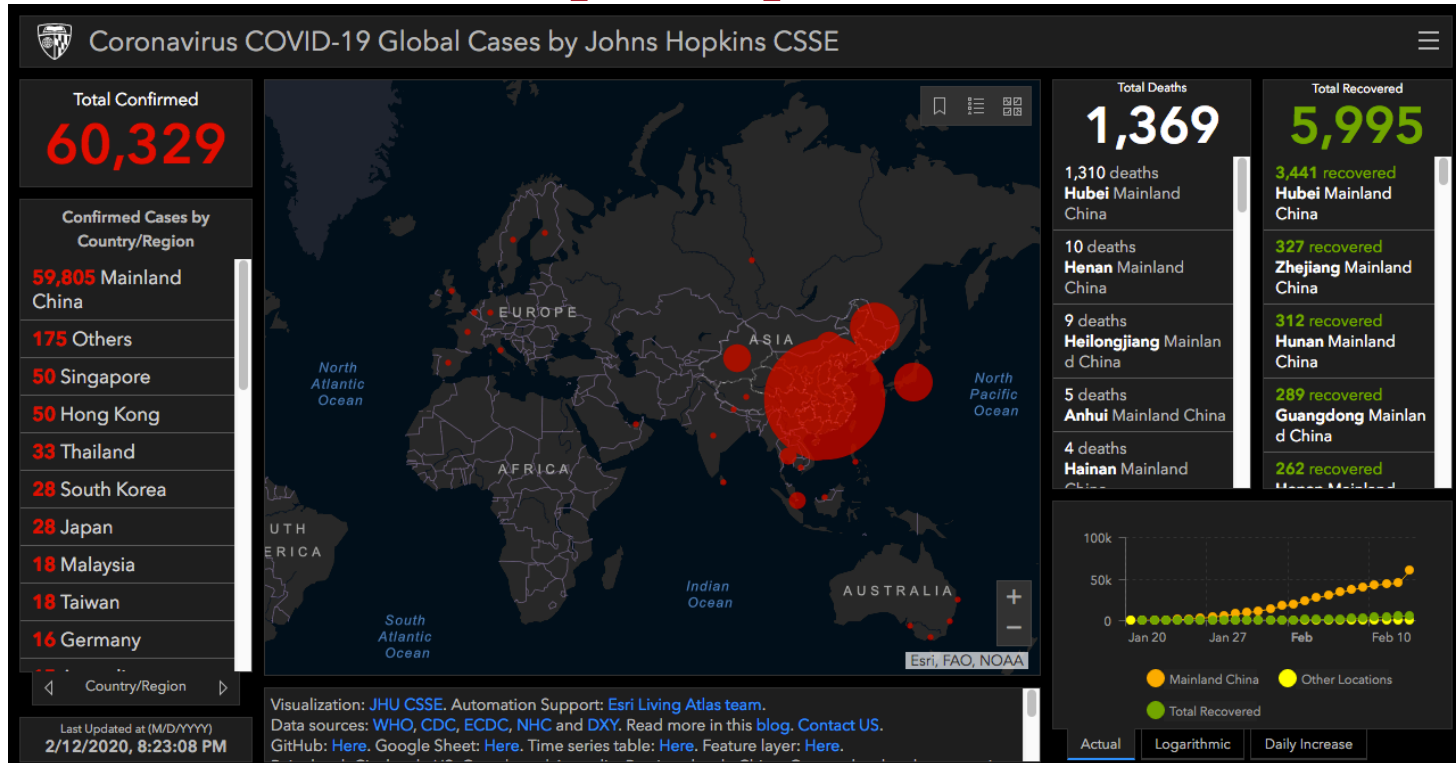 Coronavirus COVID-19 Global Cases by Johns Hopkins CSSE
Total Confirmed
60,329
Confirmed Cases by
Country/Region
59,805 Mainland
China
175 Others
50 Singapore
50 Hong Kong
33 Thailand
28 South Korea
28 Japan
18 Malaysia
18 Taiwan
16 Germany
Country/Region
Last Updated at (M/D/YYYY)
2/12/2020, 8:23:08 PM
EUROPE
ASIA
North
Atlantic
Ocean
North
Pacific
Ocean
AFRICA
UTH
ERICA
Indian
Ocean
AUSTRALIA
South
Atlantic
Ocean
+
−
Esri, FAO, NOAA
Visualization: JHU CSSE. Automation Support: Esri Living Atlas team.
Data sources: WHO, CDC, ECDC, NHC and DXY. Read more in this blog. Contact US.
GitHub: Here. Google Sheet: Here. Time series table: Here. Feature layer: Here.
Total Deaths
1,369
1,310 deaths
Hubei Mainland
China
10 deaths
Henan Mainland
China
9 deaths
Heilongjiang Mainlan
d China
5 deaths
Anhui Mainland China
4 deaths
Hainan Mainland
China
Total Recovered
5,995
3,441 recovered
Hubei Mainland
China
327 recovered
Zhejiang Mainland
China
312 recovered
Hunan Mainland
China
289 recovered
Guangdong Mainlan
d China
262 recovered
Henan Mainland
100k
50k
0
Jan 20 Jan 27 Feb Feb 10
Mainland China Other Locations
Total Recovered
Actual Logarithmic Daily Increase